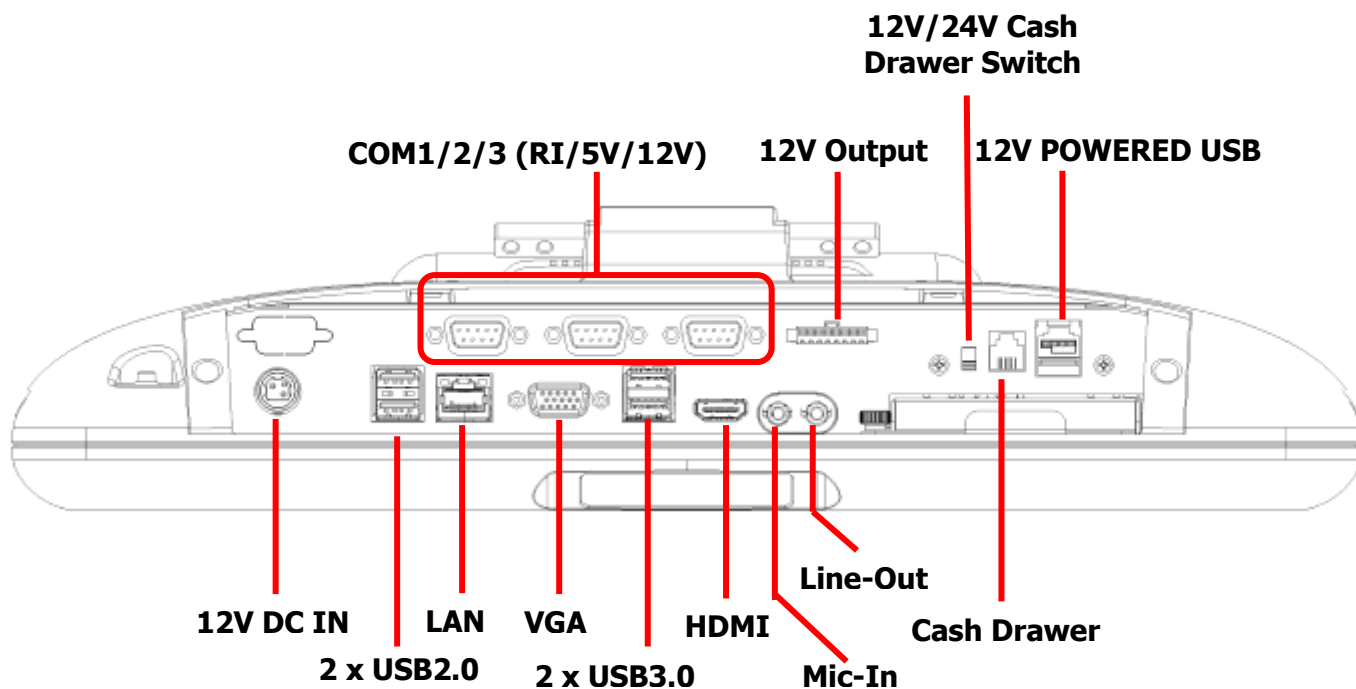 12V/24V Cash
Drawer Switch
COM1/2/3 (RI/5V/12V)
12V Output
12V POWERED USB
Line-Out
12V DC IN
LAN
VGA
HDMI
Cash Drawer
2 x USB2.0
2 x USB3.0
Mic-In